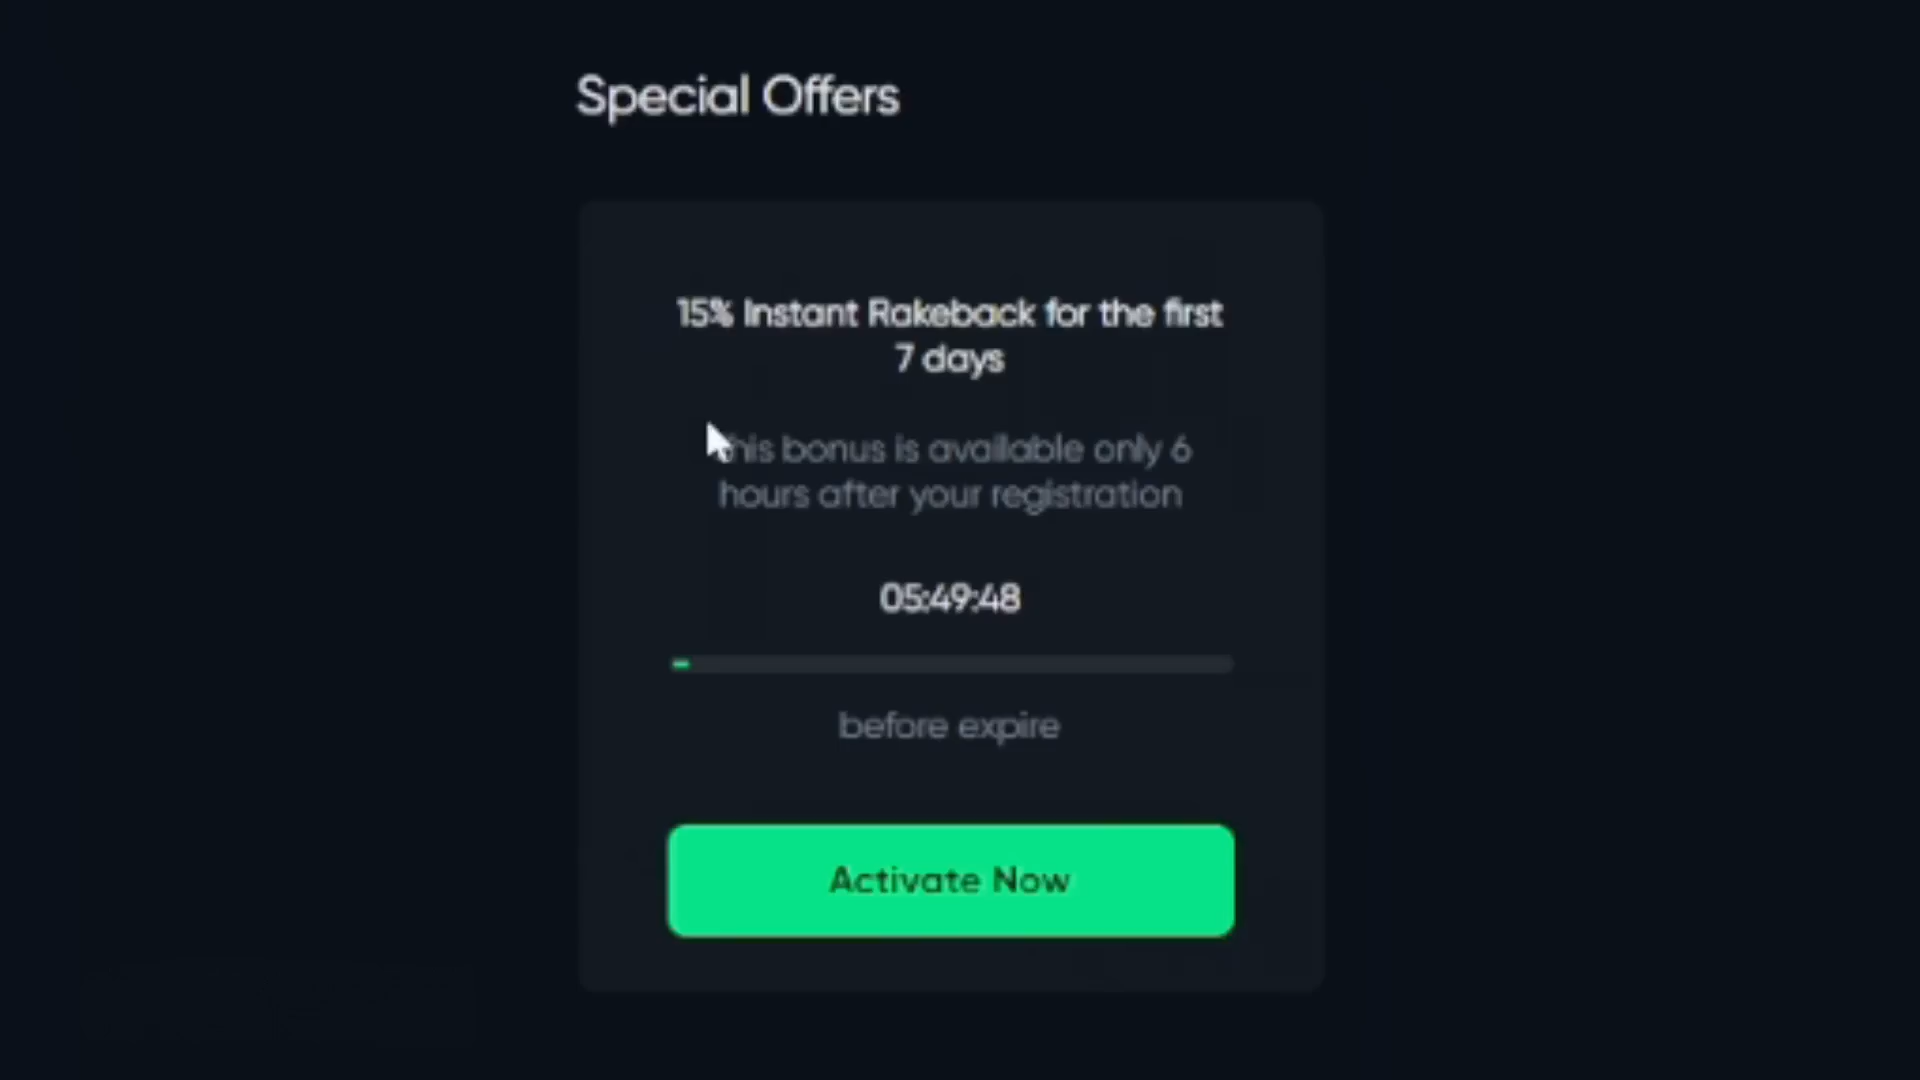 Special Offers
15% Instant Rakeback for the first
7 days
his bonus is available only 6
hours after your registration
05:49:48
before expire
Activate Now